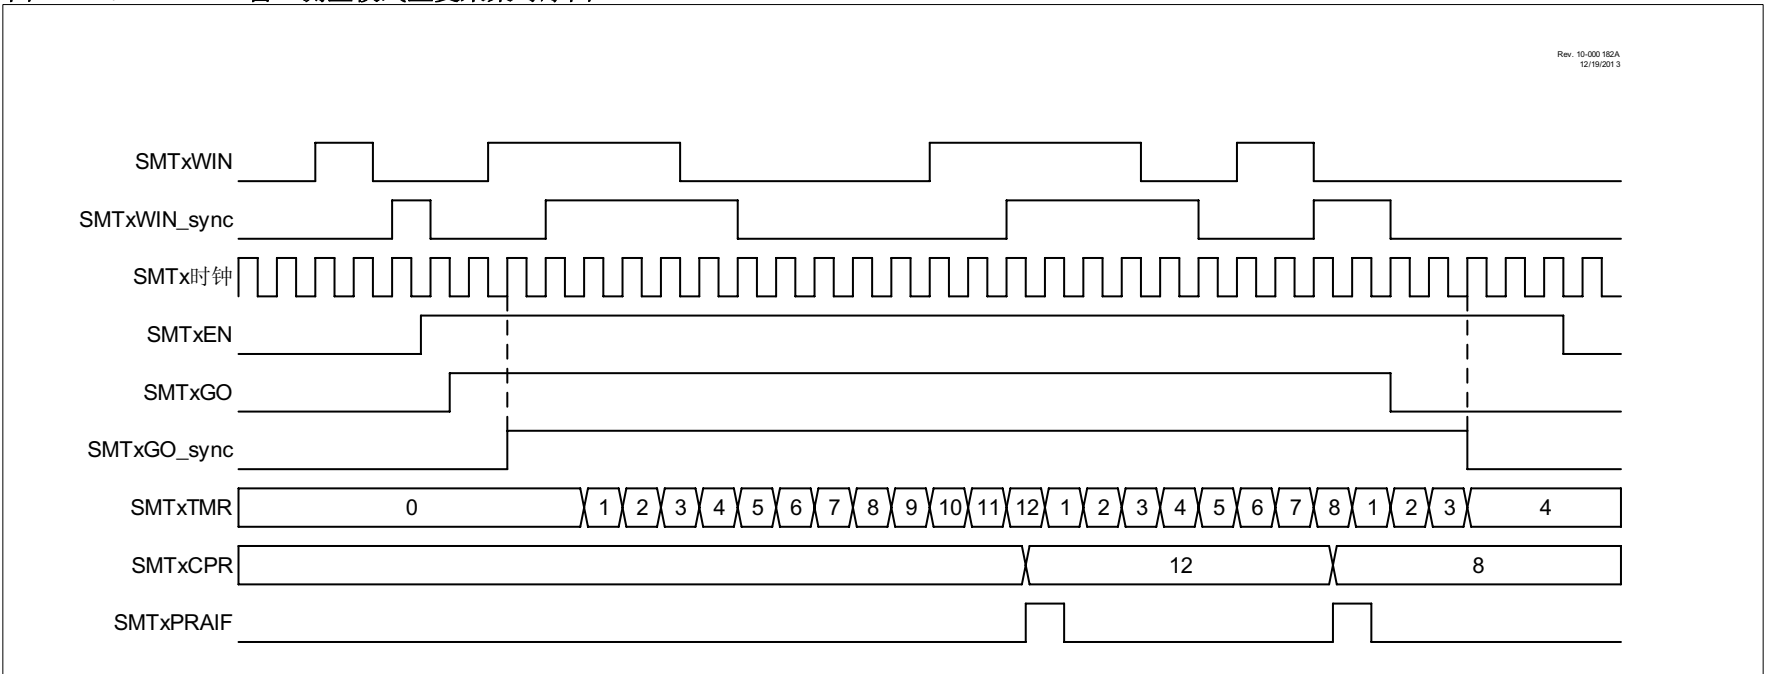 Rev. 10-000 182A
12/19/201 3
SMTxWIN
SMTxWIN_sync
SMTx时钟
SMTxEN
SMTxGO
SMTxGO_sync
SMTxTMR 0 1 2 3 4 5 6 7 8 9 10 11 12 1 2 3 4 5 6 7 8 1 2 3 4
SMTxCPR 12 8
SMTxPRAIF